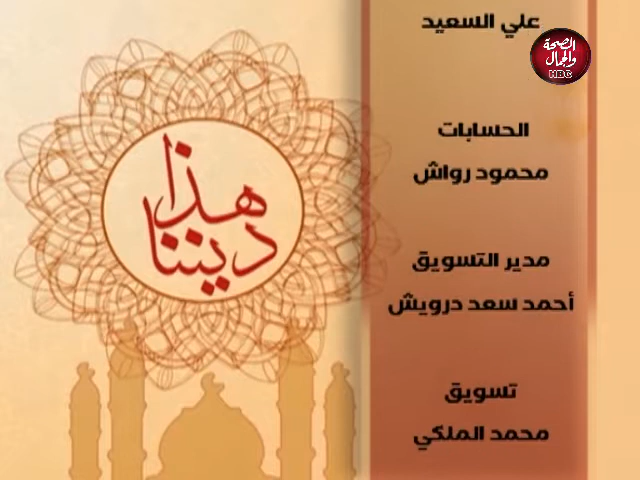 علي السعيد
الصحة
والجمال
HBC
الحسابات
محمود رواش
هذا
ديننا
مدير التسويق
أحمد سعد درويش
تسويق
محمد الملكي